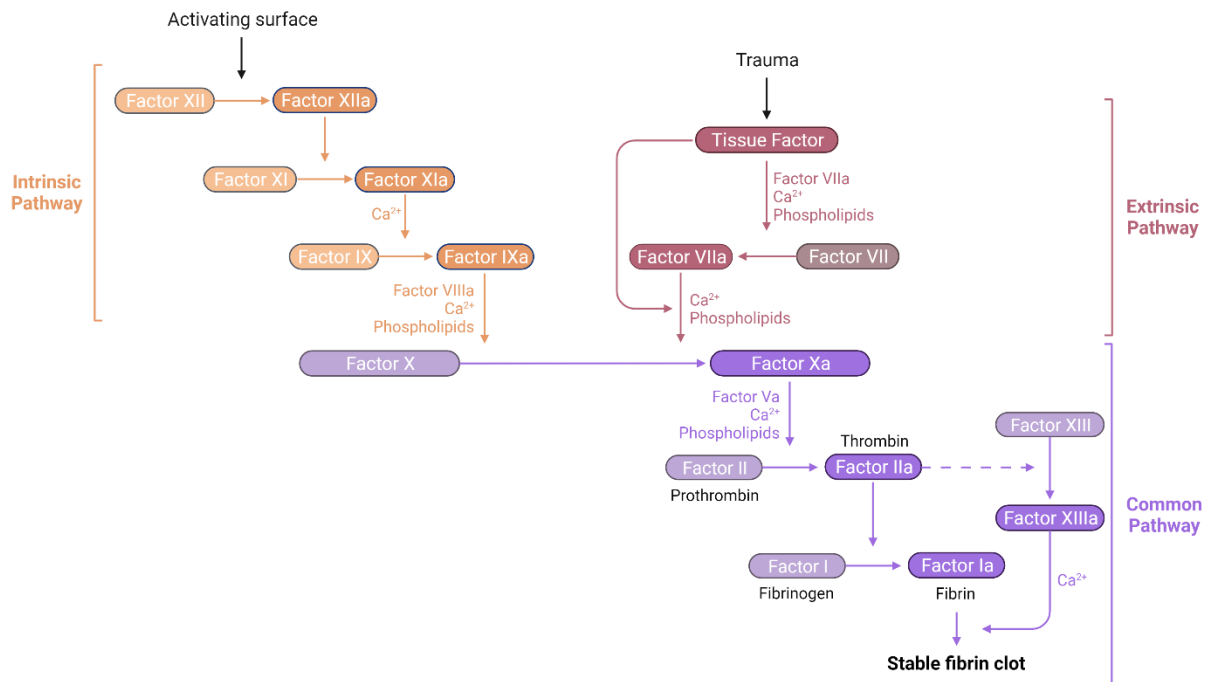 Activating surface
Trauma
Factor XII
Factor XIIa
Tissue Factor
Intrinsic
Pathway
Factor XI
Factor XIa
Factor VIIa
Ca²⁺
Phospholipids
Extrinsic
Pathway
Ca²⁺
Factor IX
Factor IXa
Factor VIIa
Factor VII
Factor VIIIa
Ca²⁺
Phospholipids
Ca²⁺
Phospholipids
Factor X
Factor Xa
Factor Va
Ca²⁺
Phospholipids
Factor XIII
Thrombin
Factor II
Factor IIa
Prothrombin
Factor XIIIa
Common
Pathway
Factor I
Factor Ia
Ca²⁺
Fibrinogen
Fibrin
Stable fibrin clot